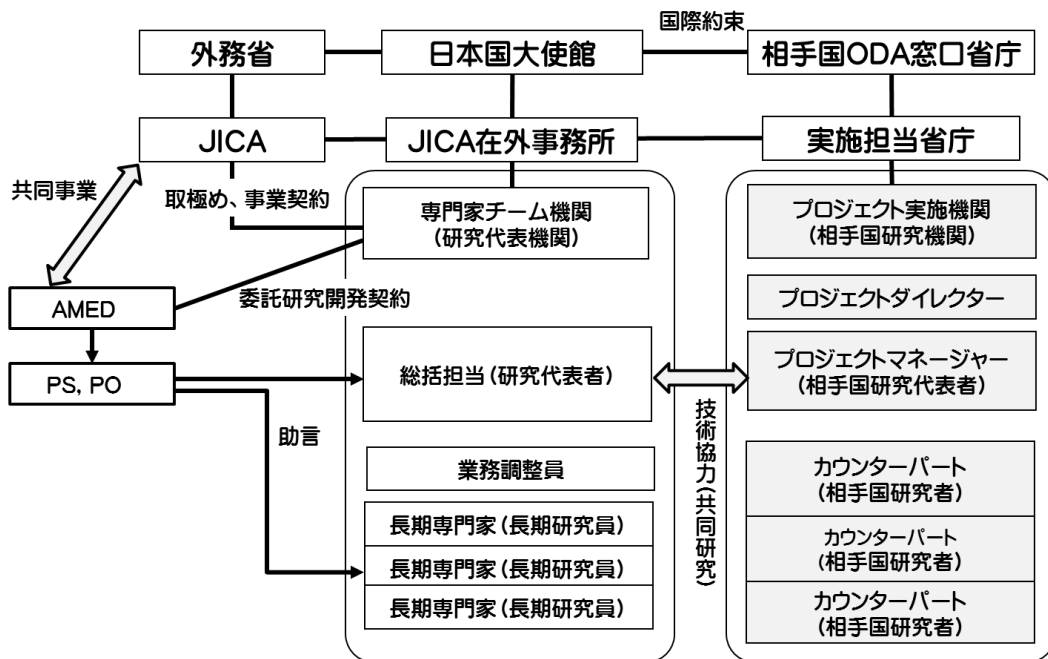 国際約束
外務省
日本国大使館
相手国ODA窓口省庁
JICA
JICA在外事務所
実施担当省庁
共同事業
取極め、事業契約
専門家チーム機関
(研究代表機関)
プロジェクト実施機関
(相手国研究機関)
AMED
委託研究開発契約
プロジェクトダイレクター
PS, PO
総括担当(研究代表者)
プロジェクトマネージャー
(相手国研究代表者)
助言
技術協力(共同研究)
業務調整員
カウンターパート
(相手国研究者)
長期専門家(長期研究員)
長期専門家(長期研究員)
長期専門家(長期研究員)
カウンターパート
(相手国研究者)
カウンターパート
(相手国研究者)